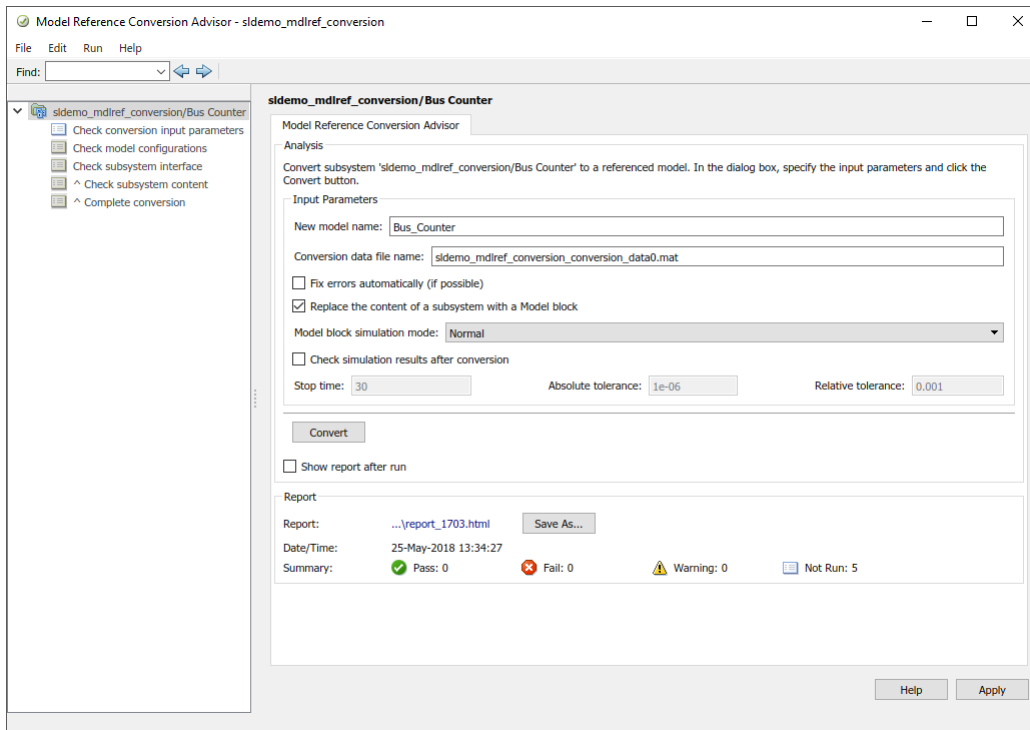 Model Reference Conversion Advisor - sldemo_mdlref_conversion
File Edit Run Help
Find:
sldemo_mdlref_conversion/Bus Counter
Check conversion input parameters
Check model configurations
Check subsystem interface
^ Check subsystem content
^ Complete conversion
sldemo_mdlref_conversion/Bus Counter
Model Reference Conversion Advisor
Analysis
Convert subsystem 'sldemo_mdlref_conversion/Bus Counter' to a referenced model. In the dialog box, specify the input parameters and click the
Convert button.
Input Parameters
New model name: Bus_Counter
Conversion data file name: sldemo_mdlref_conversion_conversion_data0.mat
Fix errors automatically (if possible)
Replace the content of a subsystem with a Model block
Model block simulation mode: Normal
Check simulation results after conversion
Stop time: 30 Absolute tolerance: 1e-06 Relative tolerance: 0.001
Convert
Show report after run
Report
Report: ...\report_1703.html Save As...
Date/Time: 25-May-2018 13:34:27
Summary: Pass: 0 Fail: 0 Warning: 0 Not Run: 5
Help Apply